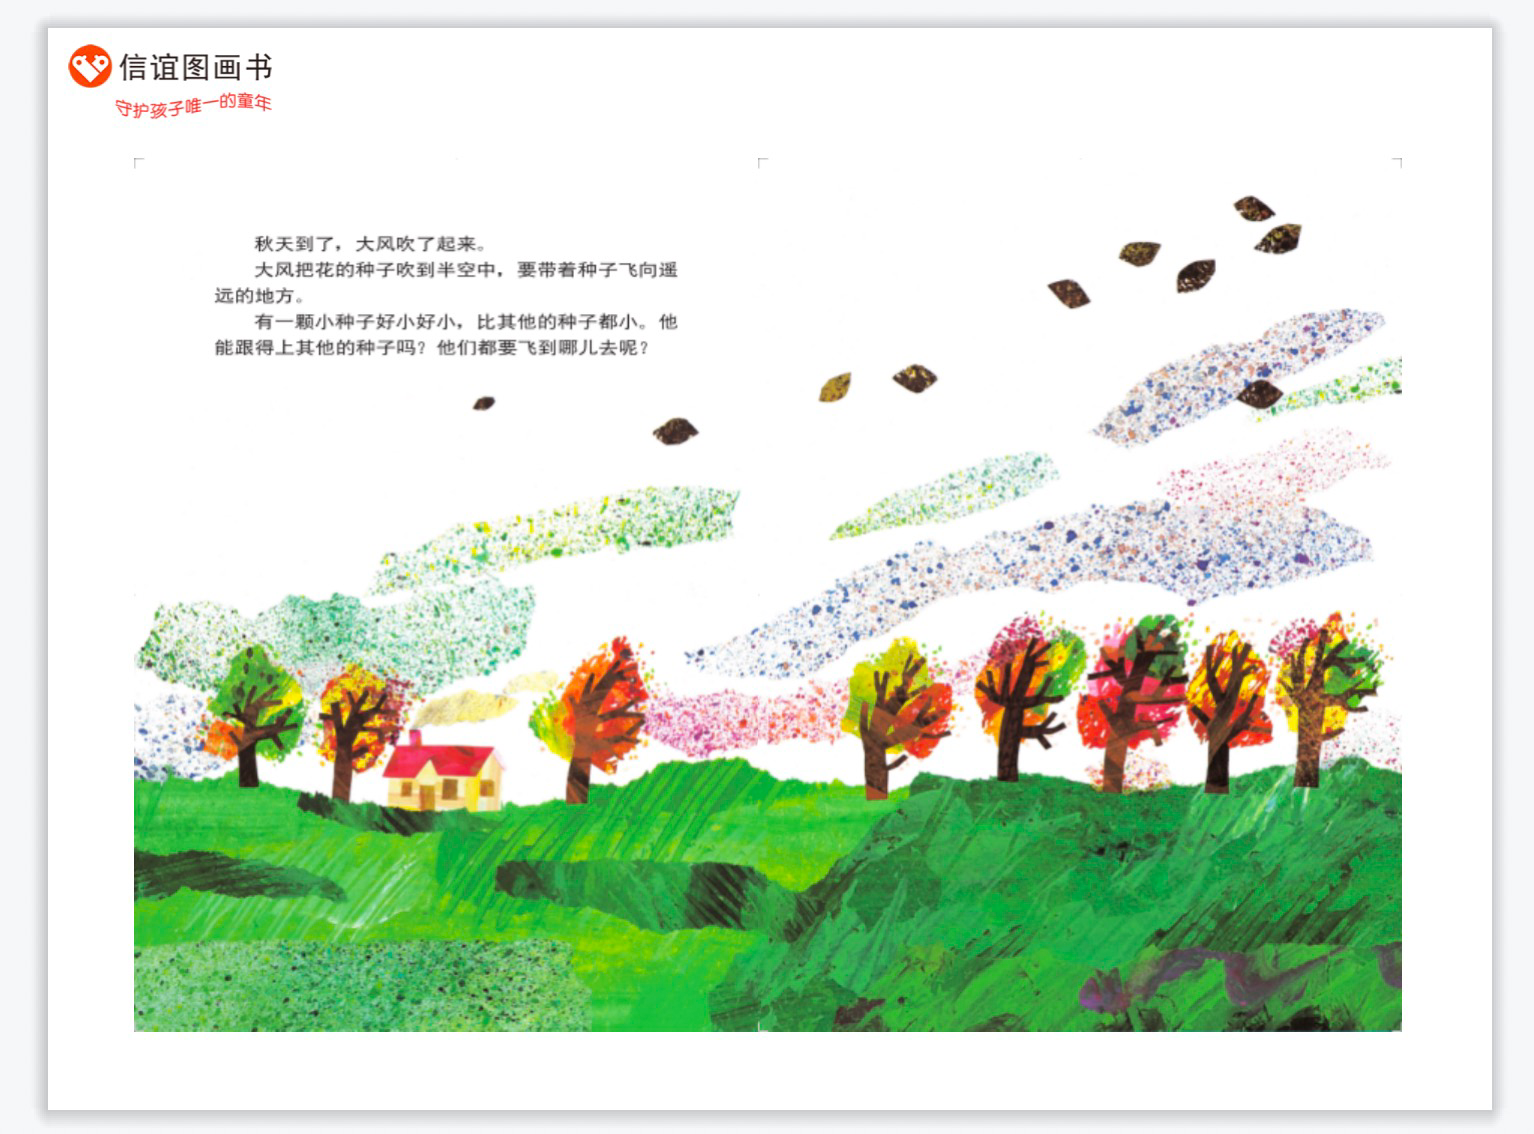 信谊图画书
守护孩子唯一的童年
秋天到了，大风吹了起来。
大风把花的种子吹到半空中，要带着种子飞向遥
远的地方。
有一颗小种子好小好小，比其他的种子都小。他
能跟得上其他的种子吗？他们都要飞到哪儿去呢？